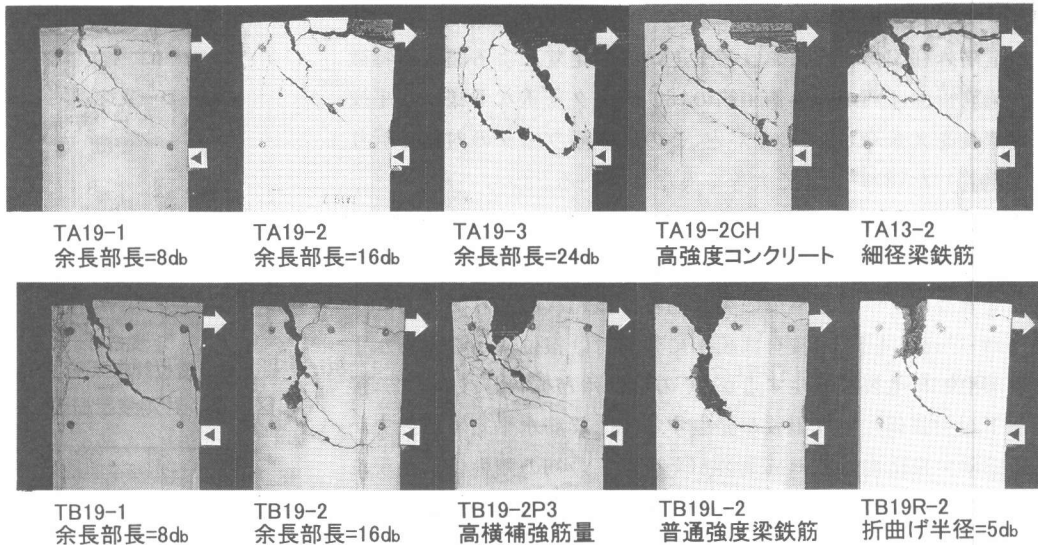 TA19-1
余長部長=8db
TA19-2
余長部長=16db
TA19-3
余長部長=24db
TA19-2CH
高強度コンクリート
TA13-2
細径梁鉄筋
TB19-1
余長部長=8db
TB19-2
余長部長=16db
TB19-2P3
高横補強筋量
TB19L-2
普通強度梁鉄筋
TB19R-2
折曲げ半径=5db